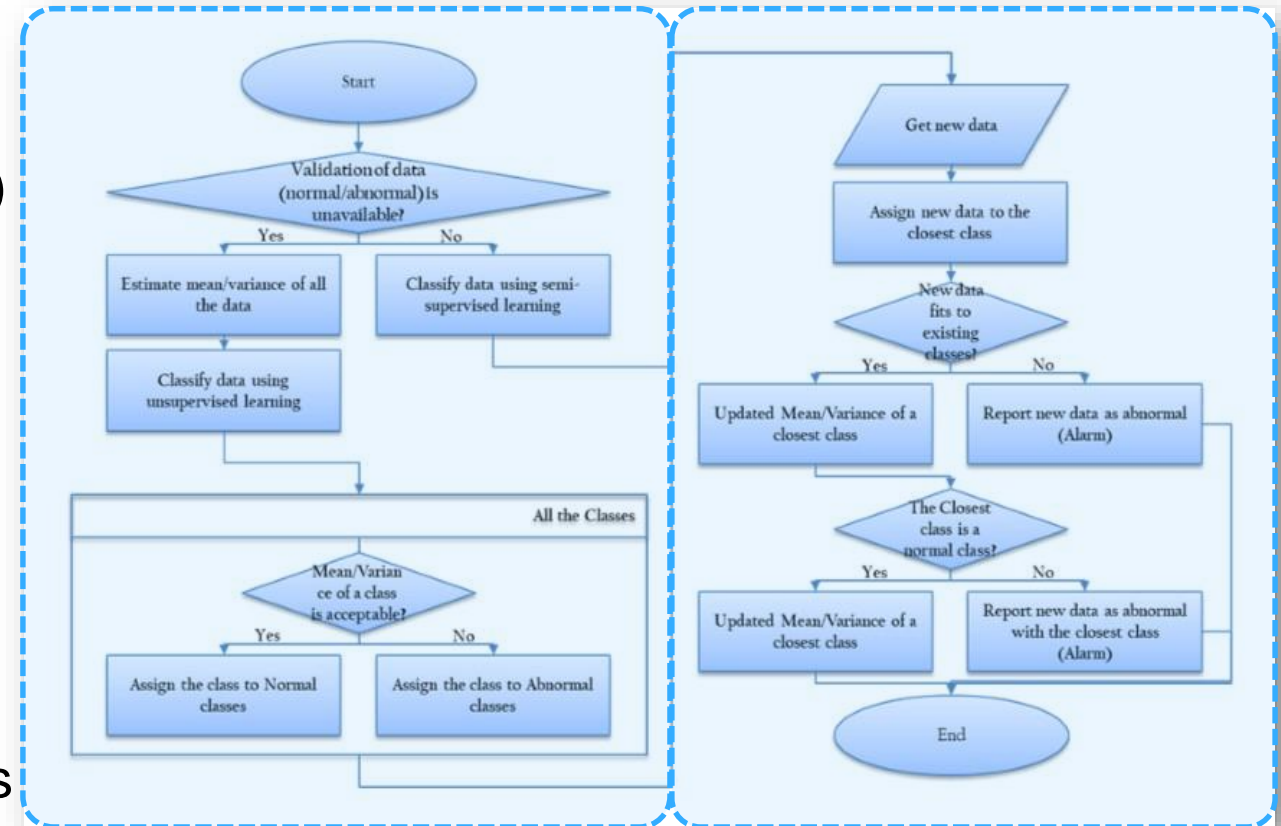 )
s
Start
Validation of data
(normal/abnormal) is
unavailable?
Yes
No
Estimate mean/variance of all
the data
Classify data using semi-
supervised learning
Classify data using
unsupervised learning
All the Classes
Mean/Varian
ce of a class
is acceptable?
Yes
No
Assign the class to Normal
classes
Assign the class to Abnormal
classes
Get new data
Assign new data to the
closest class
New data
fits to
existing
classes?
Yes
No
Updated Mean/Variance of a
closest class
Report new data as abnormal
(Alarm)
The Closest
class is a
normal class?
Yes
No
Updated Mean/Variance of a
closest class
Report new data as abnormal
with the closest class
(Alarm)
End